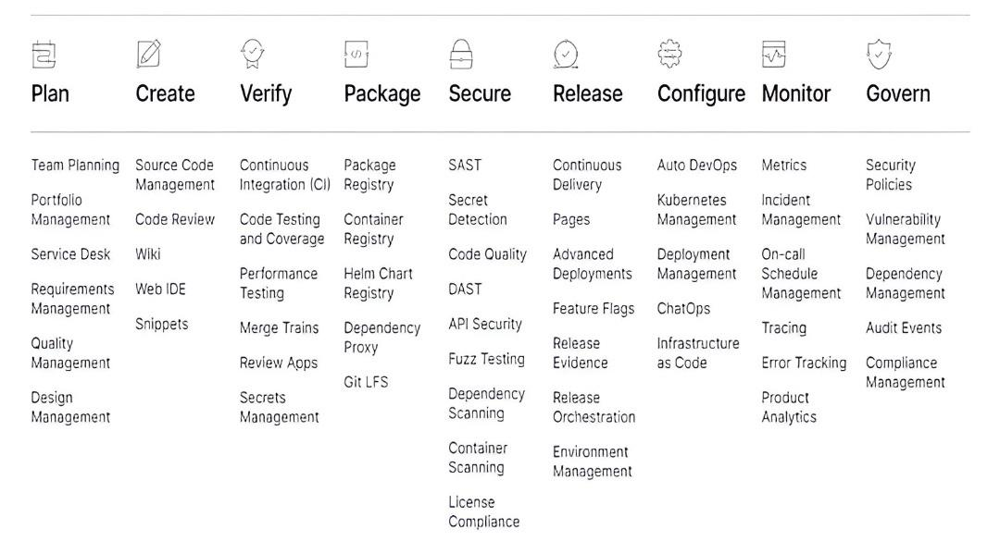 Plan
Create
Verify
Package
Secure
Release
Configure
Monitor
Govern
Team Planning
Portfolio
Management
Service Desk
Requirements
Management
Quality
Management
Design
Management
Source Code
Management
Code Review
Wiki
Web IDE
Snippets
Continuous
Integration (CI)
Code Testing
and Coverage
Performance
Testing
Merge Trains
Review Apps
Secrets
Management
Package
Registry
Container
Registry
Helm Chart
Registry
Dependency
Proxy
Git LFS
SAST
Secret
Detection
Code Quality
DAST
API Security
Fuzz Testing
Dependency
Scanning
Container
Scanning
License
Compliance
Continuous
Delivery
Pages
Advanced
Deployments
Feature Flags
Release
Evidence
Release
Orchestration
Environment
Management
Auto DevOps
Kubernetes
Management
Deployment
Management
ChatOps
Infrastructure
as Code
Metrics
Incident
Management
On-call
Schedule
Management
Tracing
Error Tracking
Product
Analytics
Security
Policies
Vulnerability
Management
Dependency
Management
Audit Events
Compliance
Management